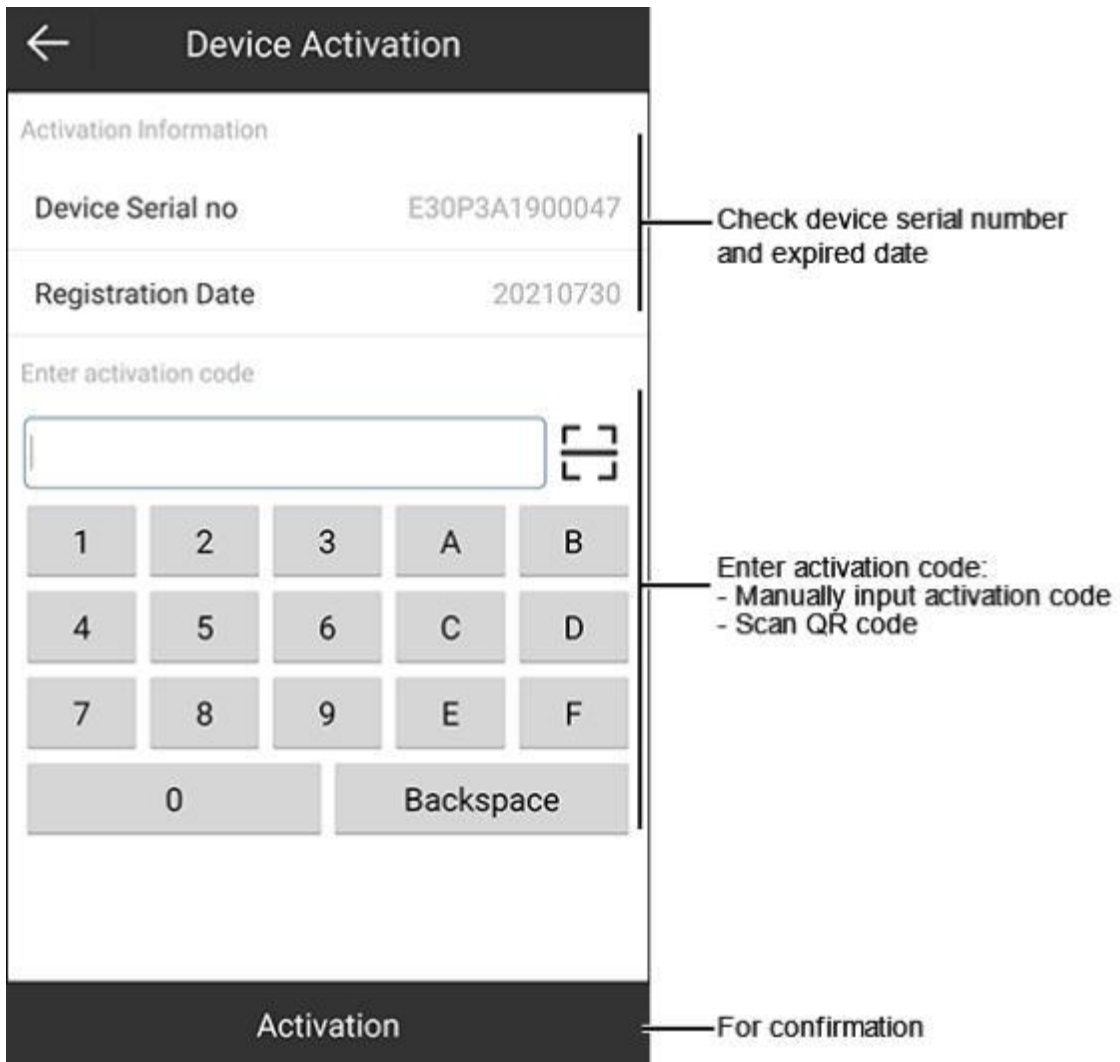 Device Activation
Activation Information
Device Serial no E30P3A1900047
Registration Date 20210730
Check device serial number
and expired date
Enter activation code
1 2 3 A B
4 5 6 C D
7 8 9 E F
0 Backspace
Enter activation code:
- Manually input activation code
- Scan QR code
Activation
For confirmation